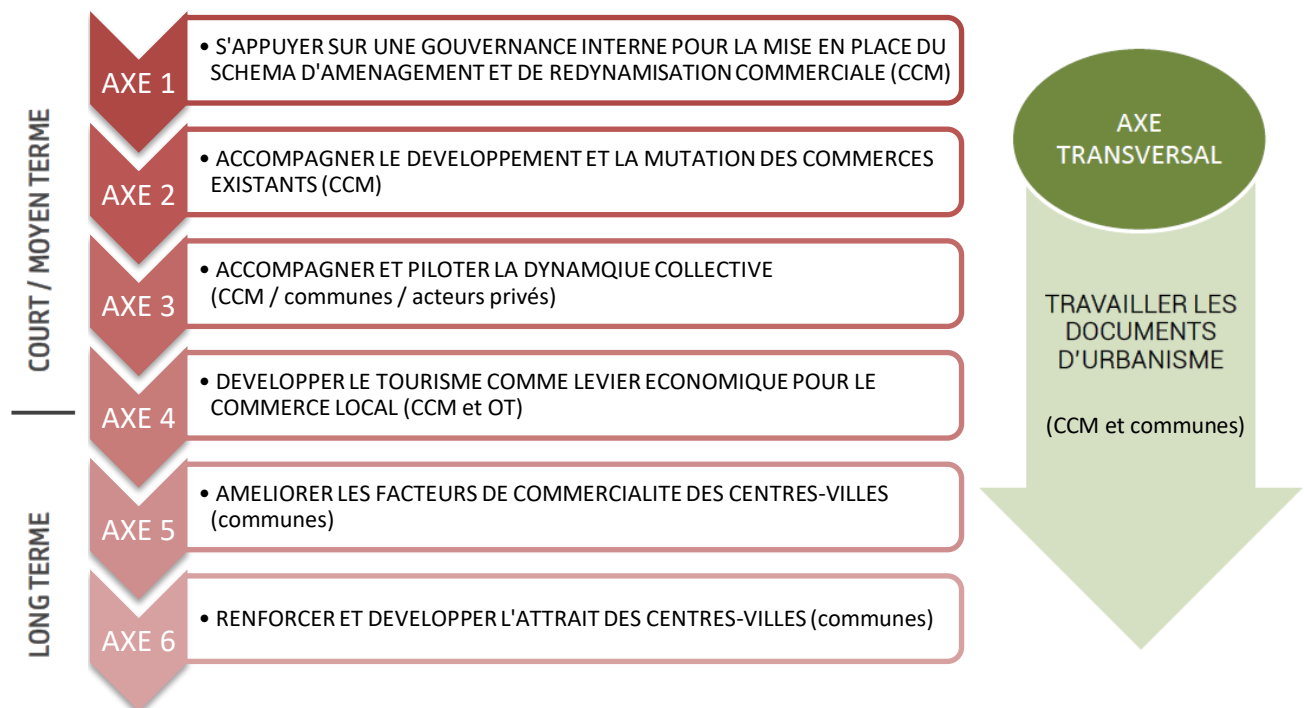 COURT / MOYEN TERME
LONG TERME
AXE 1
• S'APPUYER SUR UNE GOUVERNANCE INTERNE POUR LA MISE EN PLACE DU
SCHEMA D'AMENAGEMENT ET DE REDYNAMISATION COMMERCIALE (CCM)
AXE 2
• ACCOMPAGNER LE DEVELOPPEMENT ET LA MUTATION DES COMMERCES
EXISTANTS (CCM)
AXE 3
• ACCOMPAGNER ET PILOTER LA DYNAMQIUE COLLECTIVE
(CCM / communes / acteurs privés)
AXE 4
• DEVELOPPER LE TOURISME COMME LEVIER ECONOMIQUE POUR LE
COMMERCE LOCAL (CCM et OT)
AXE 5
• AMELIORER LES FACTEURS DE COMMERCIALITE DES CENTRES-VILLES
(communes)
AXE 6
• RENFORCER ET DEVELOPPER L'ATTRAIT DES CENTRES-VILLES (communes)
AXE
TRANSVERSAL
TRAVAILLER LES
DOCUMENTS
D'URBANISME
(CCM et communes)